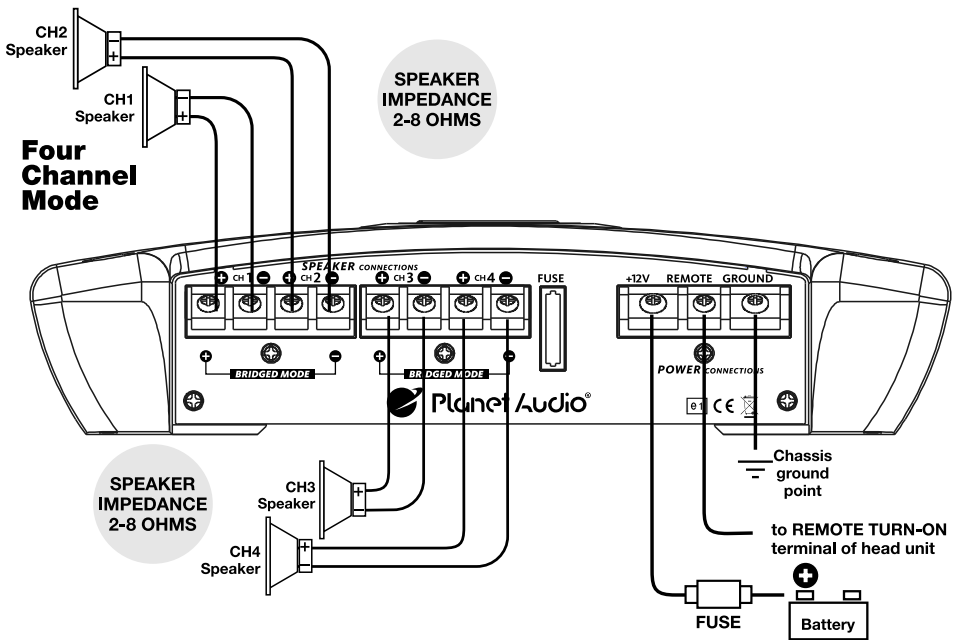 CH2
Speaker
−
+
CH1
Speaker
−
+
SPEAKER
IMPEDANCE
2-8 OHMS
Four
Channel
Mode
SPEAKER CONNECTIONS
+ CH 1 − + CH 2 −
+ CH 3 − + CH 4 −
FUSE
+12V REMOTE GROUND
+ BRIDGED MODE −
+ BRIDGED MODE −
POWER CONNECTIONS
Planet Audio®
e1 CE
Chassis
ground
point
SPEAKER
IMPEDANCE
2-8 OHMS
CH3
Speaker
+
−
CH4
Speaker
+
−
to REMOTE TURN-ON
terminal of head unit
+
FUSE
Battery